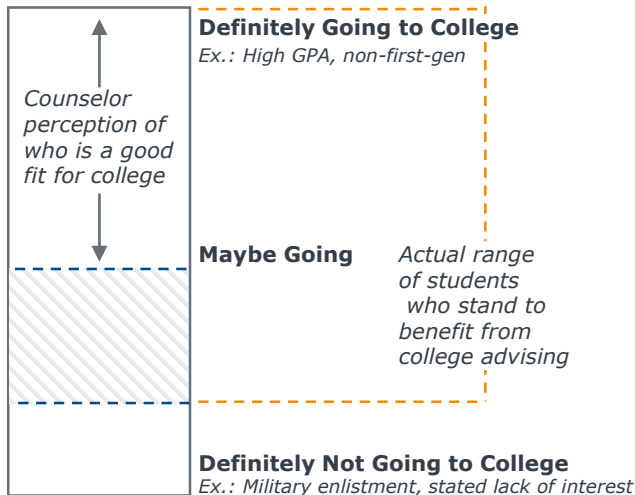 Definitely Going to College
Ex.: High GPA, non-first-gen
Counselor
perception of
who is a good
fit for college
Maybe Going
Actual range
of students
who stand to
benefit from
college advising
Definitely Not Going to College
Ex.: Military enlistment, stated lack of interest